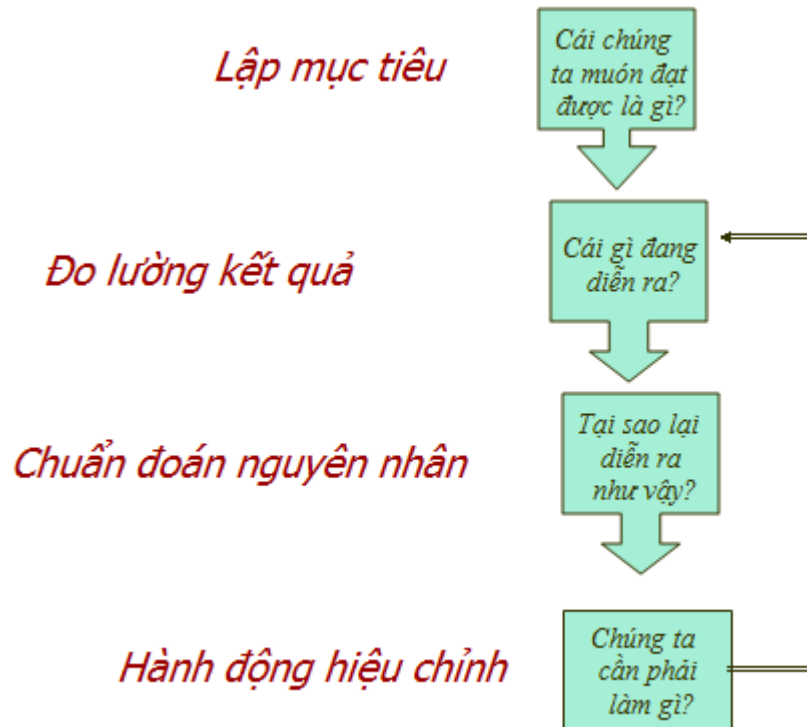 Lập mục tiêu
Cái chúng
ta muón đạt
được là gì?
Đo lường kết quả
Cái gì đang
diễn ra?
Chuẩn đoán nguyên nhân
Tại sao lại
diễn ra
như vậy?
Hành động hiệu chỉnh
Chúng ta
cần phải
làm gì?